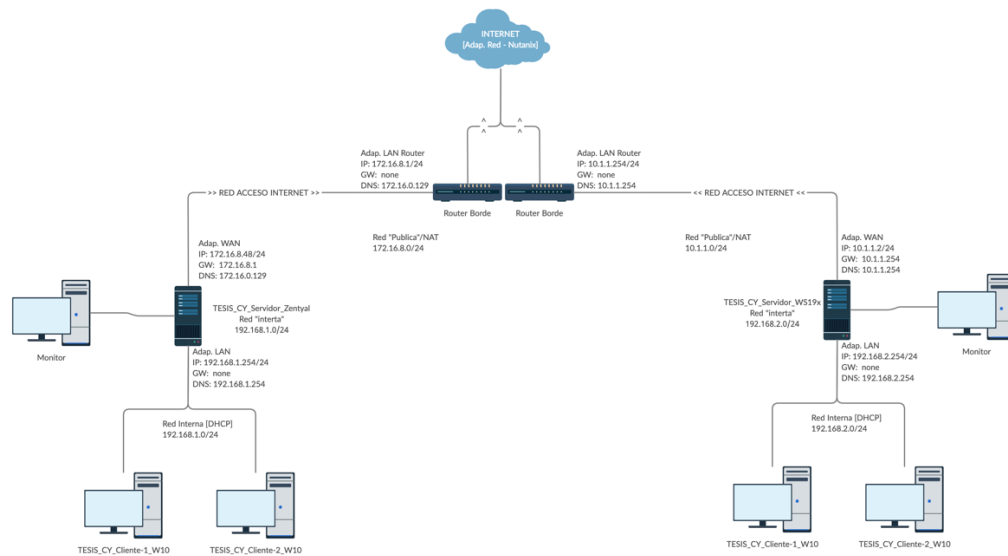 INTERNET
[Adap. Red - Nutanix]
^ ^
^ ^
Adap. LAN Router
IP: 172.16.8.1/24
GW: none
DNS: 172.16.0.129
Adap. LAN Router
IP: 10.1.1.254/24
GW: none
DNS: 10.1.1.254
>> RED ACCESO INTERNET >>
<< RED ACCESO INTERNET <<
Router Borde
Router Borde
Red "Publica"/NAT
172.16.8.0/24
Red "Publica"/NAT
10.1.1.0/24
Adap. WAN
IP: 172.16.8.48/24
GW: 172.16.8.1
DNS: 172.16.0.129
Adap. WAN
IP: 10.1.1.2/24
GW: 10.1.1.254
DNS: 10.1.1.254
TESIS_CY_Servidor_Zentyal
Red "interta"
192.168.1.0/24
TESIS_CY_Servidor_WS19x
Red "interta"
192.168.2.0/24
Monitor
Monitor
Adap. LAN
IP: 192.168.1.254/24
GW: none
DNS: 192.168.1.254
Adap. LAN
IP: 192.168.2.254/24
GW: none
DNS: 192.168.2.254
Red Interna [DHCP]
192.168.1.0/24
Red Interna [DHCP]
192.168.2.0/24
TESIS_CY_Cliente-1_W10
TESIS_CY_Cliente-2_W10
TESIS_CY_Cliente-1_W10
TESIS_CY_Cliente-2_W10